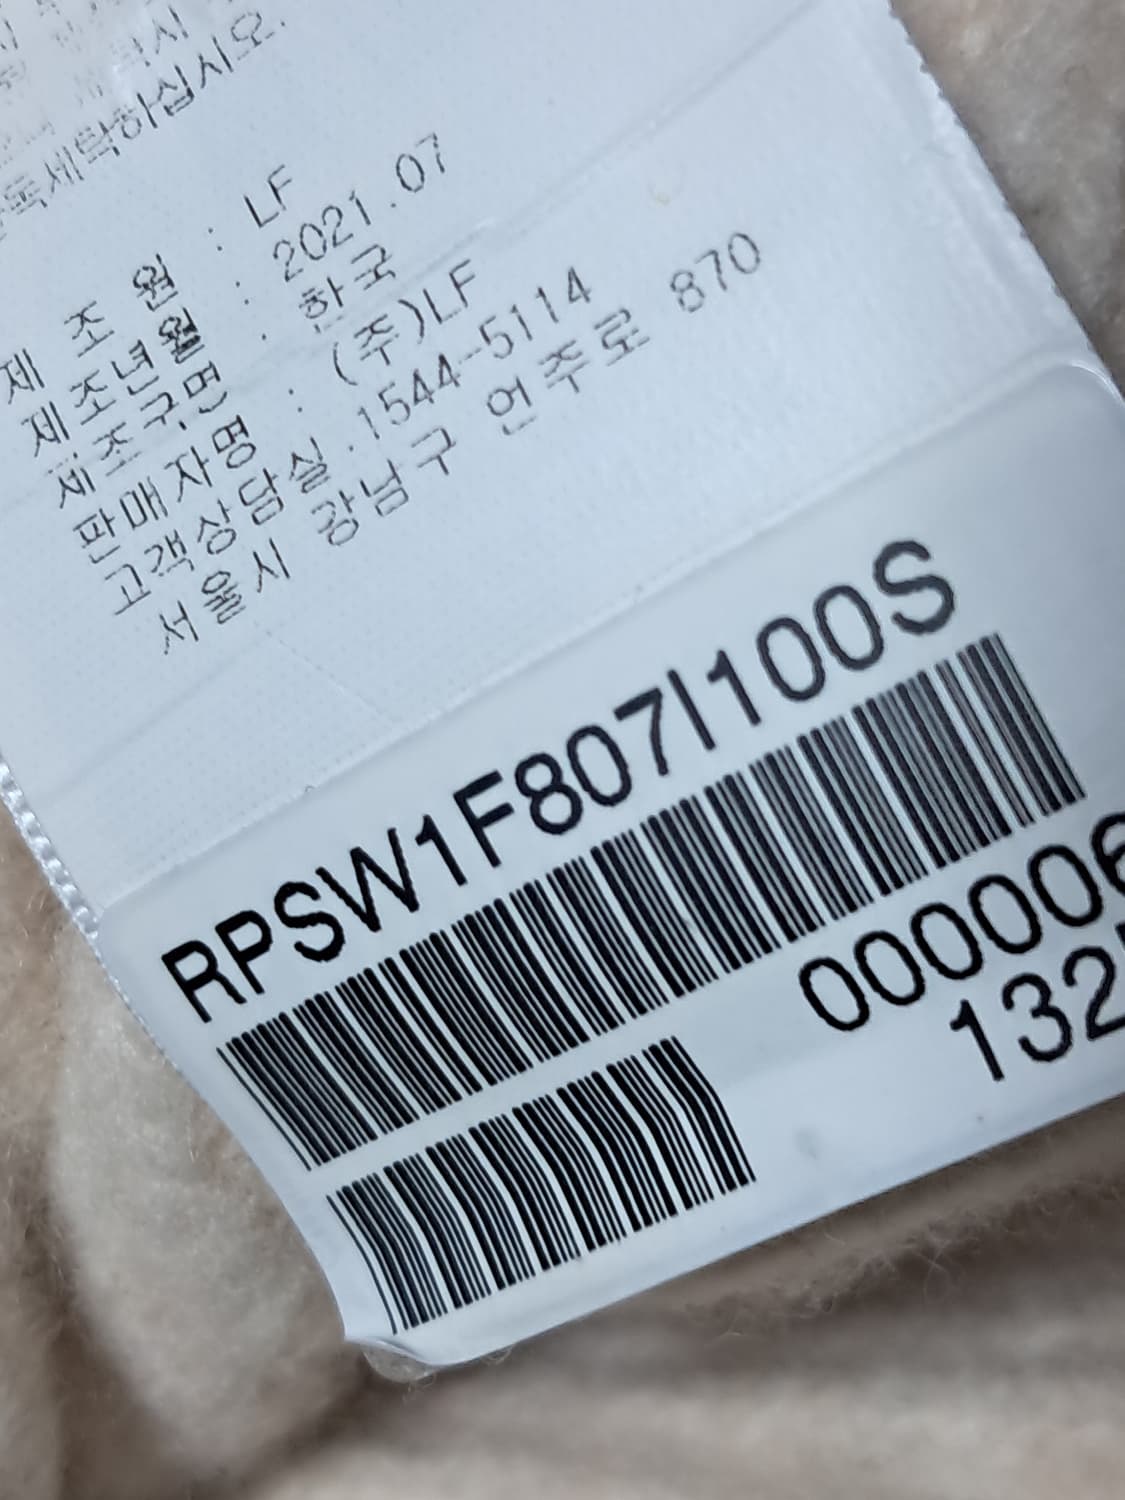 세탁하십시오.
제 조 원 : LF
제조년월 : 2021.07
제조국명 : 한국
판매자명 : (주)LF
고객상담실 : 1544-5114
서울시 강남구 언주로 870
RPSW1F807I100S
000006
132